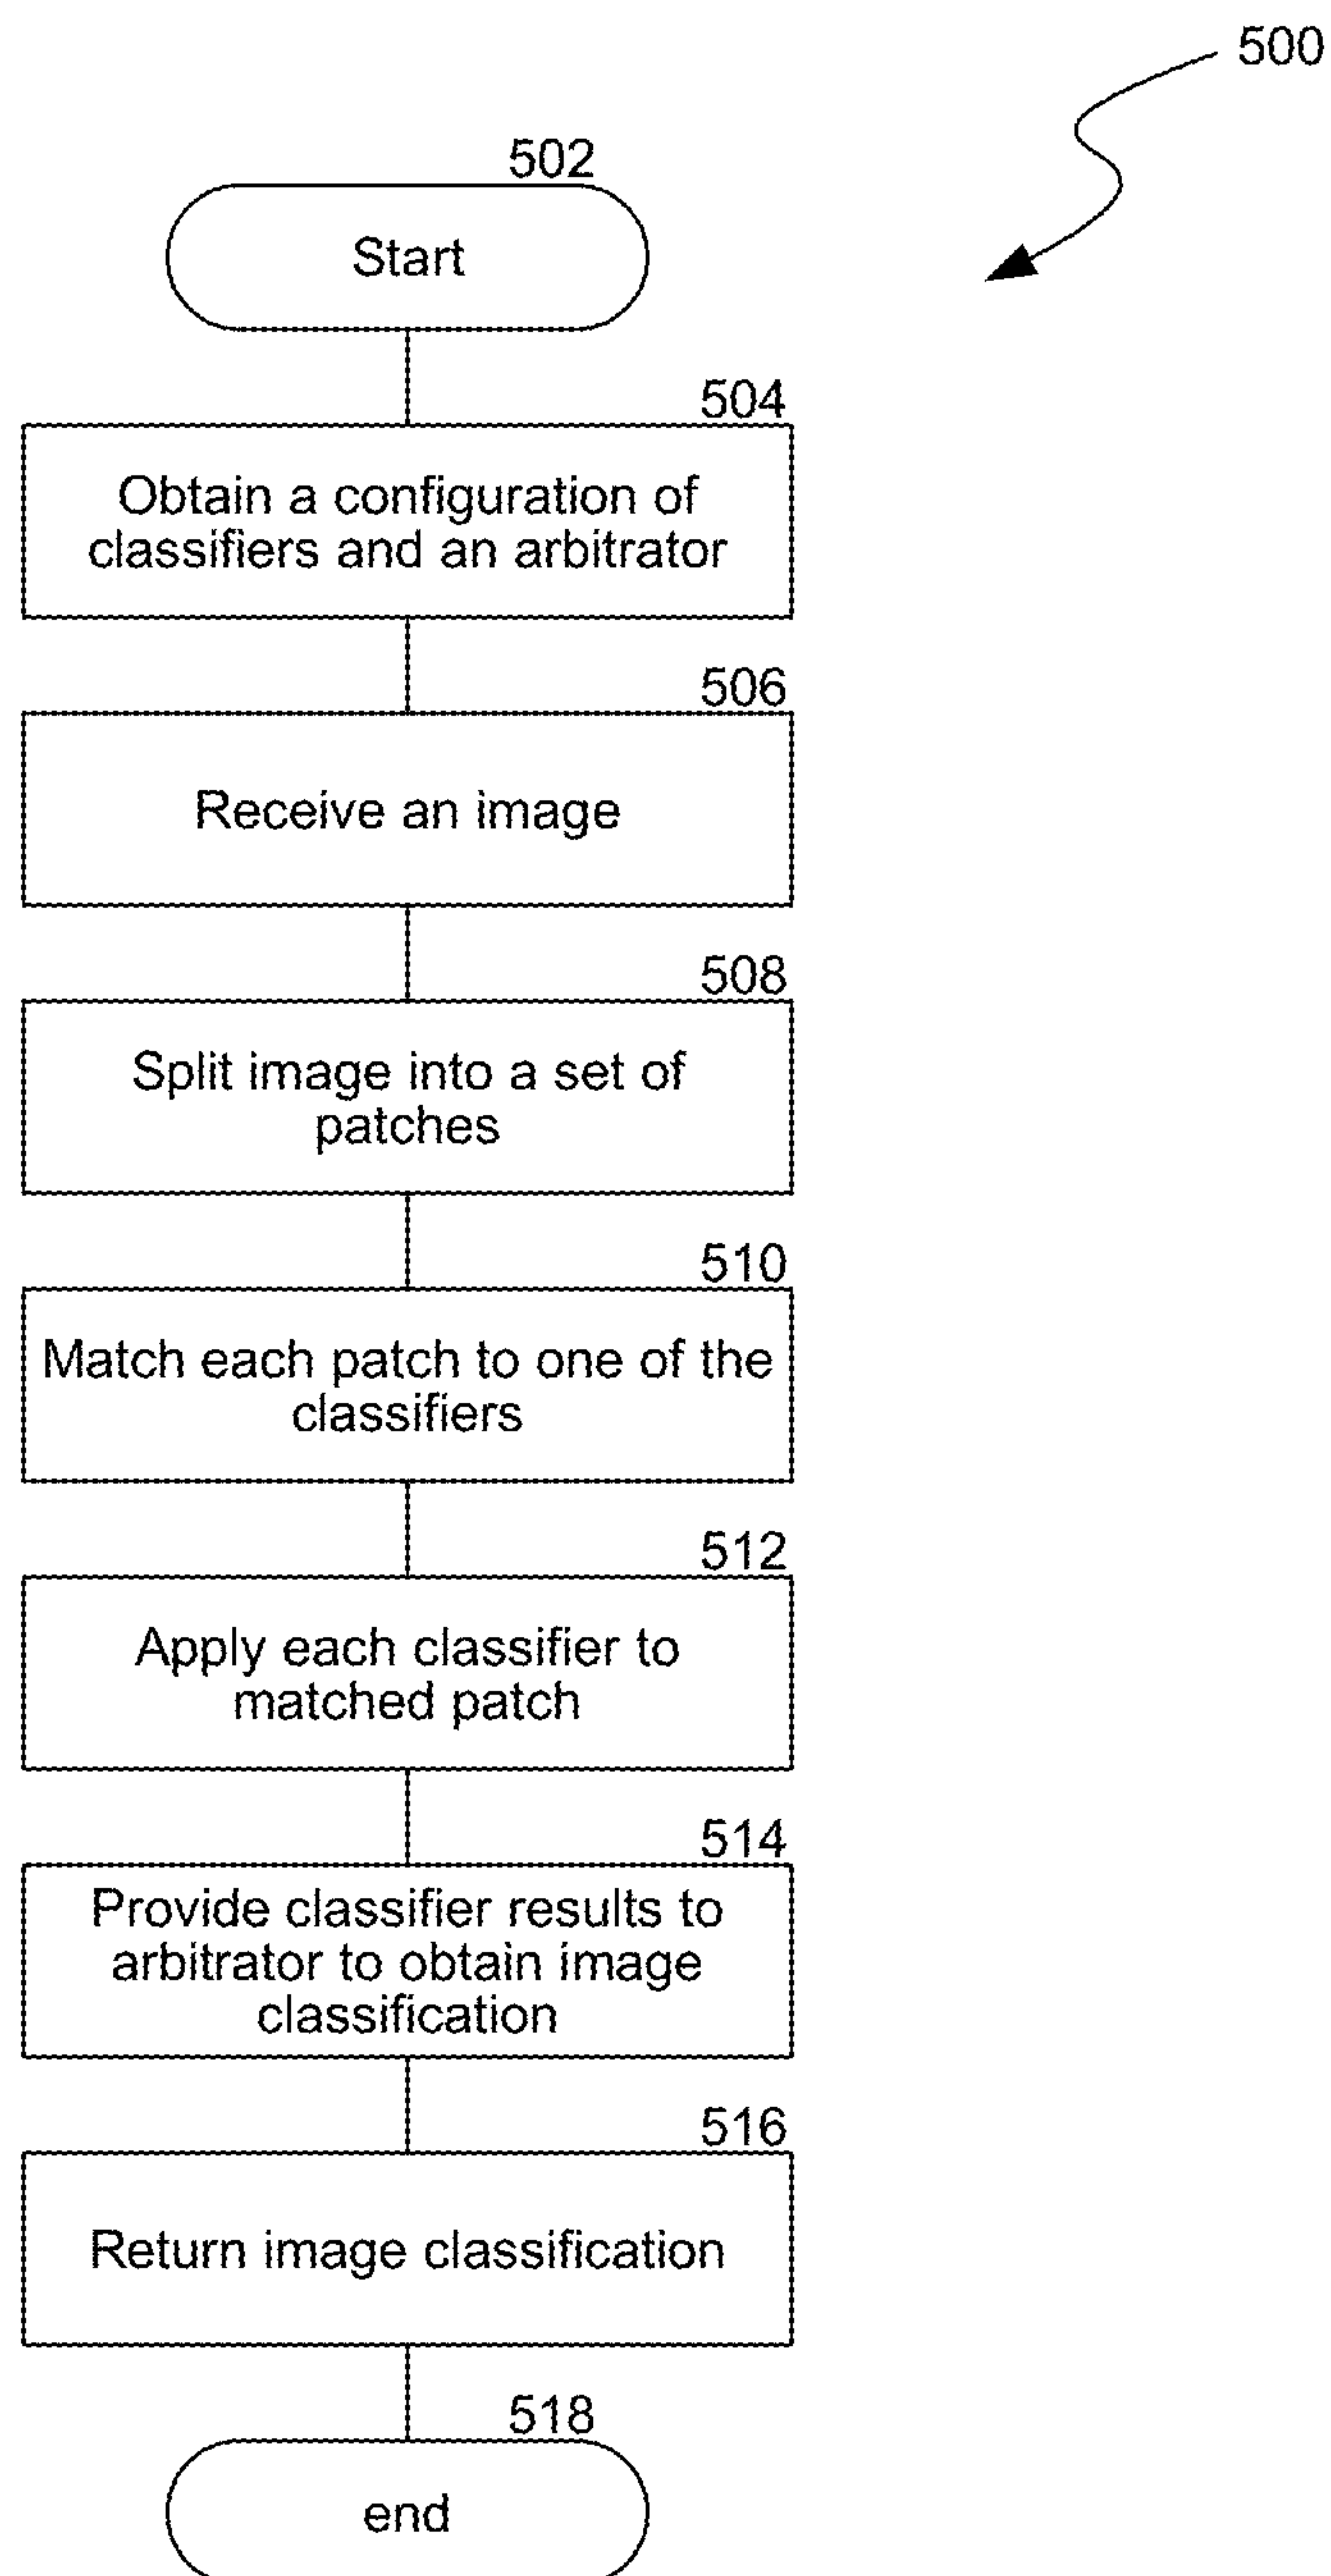 500
502
Start
504
Obtain a configuration of
classifiers and an arbitrator
506
Receive an image
508
Split image into a set of
patches
510
Match each patch to one of the
classifiers
512
Apply each classifier to
matched patch
514
Provide classifier results to
arbitrator to obtain image
classification
516
Return image classification
518
end